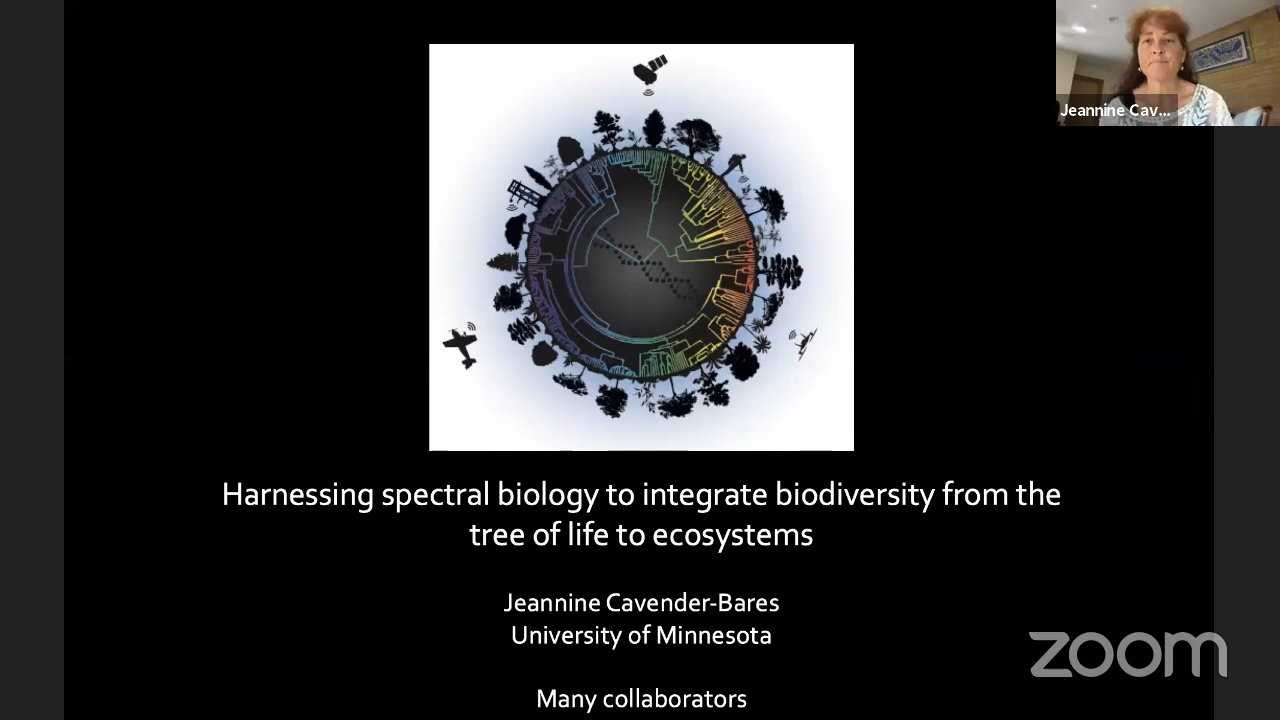 Jeannine Cav...
Harnessing spectral biology to integrate biodiversity from the
tree of life to ecosystems
Jeannine Cavender-Bares
University of Minnesota
Many collaborators
zoom